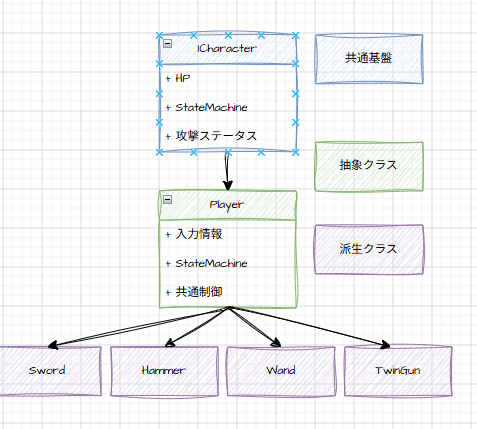 ICharacter
+ HP
+ StateMachine
+ 攻撃ステータス
共通基盤
抽象クラス
Player
+ 入力情報
+ StateMachine
+ 共通制御
派生クラス
Sword
Hammer
Wand
TwinGun